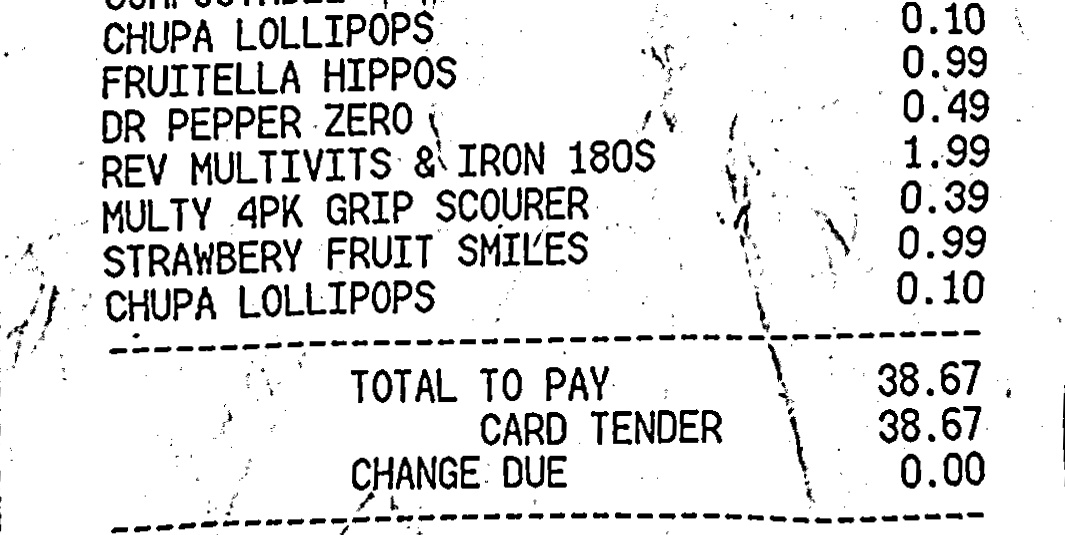 CHUPA LOLLIPOPS 0.10
FRUITELLA HIPPOS 0.99
DR PEPPER ZERO 0.49
REV MULTIVITS & IRON 180S 1.99
MULTY 4PK GRIP SCOURER 0.39
STRAWBERY FRUIT SMILES 0.99
CHUPA LOLLIPOPS 0.10
TOTAL TO PAY 38.67
CARD TENDER 38.67
CHANGE DUE 0.00